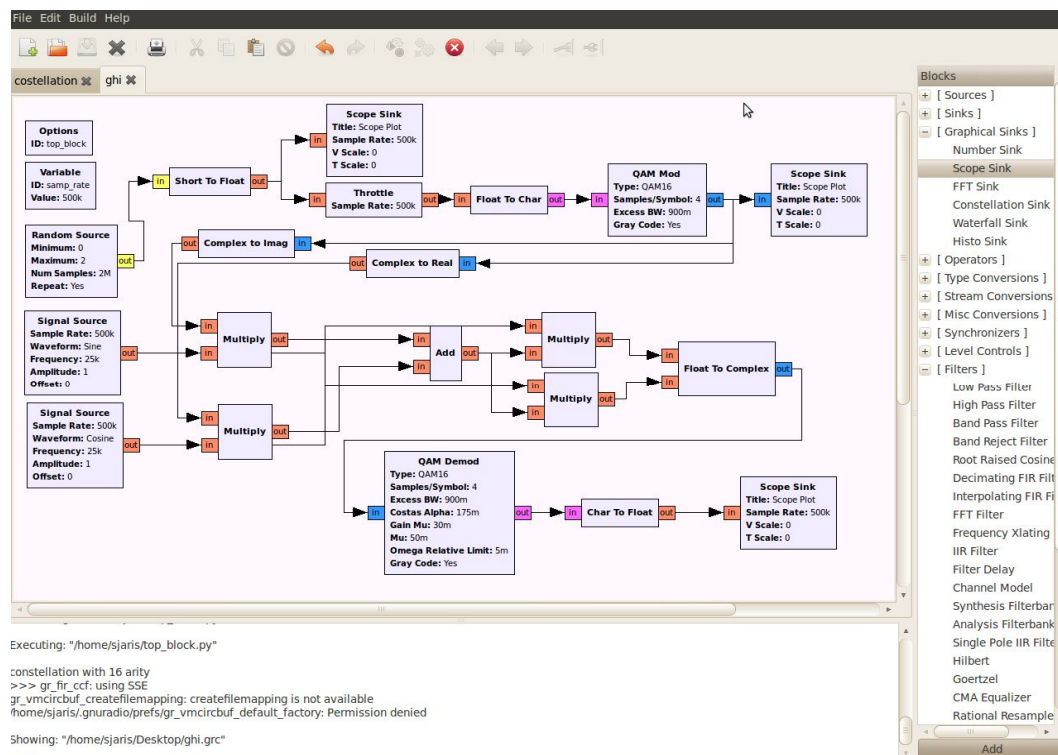 File Edit Build Help
costellation
ghi
Options
ID: top_block
Variable
ID: samp_rate
Value: 500k
Random Source
Minimum: 0
Maximum: 2
Num Samples: 2M
Repeat: Yes
out
in
Short To Float
out
in
Scope Sink
Title: Scope Plot
Sample Rate: 500k
V Scale: 0
T Scale: 0
in
Throttle
Sample Rate: 500k
out
in
Float To Char
out
in
QAM Mod
Type: QAM16
Samples/Symbol: 4
Excess BW: 900m
Gray Code: Yes
out
in
Scope Sink
Title: Scope Plot
Sample Rate: 500k
V Scale: 0
T Scale: 0
out
Complex to Imag
in
out
Complex to Real
in
Signal Source
Sample Rate: 500k
Waveform: Sine
Frequency: 25k
Amplitude: 1
Offset: 0
out
in
in
Multiply
out
in
in
Add
out
in
in
Multiply
out
in
in
Multiply
out
in
in
Float To Complex
out
Signal Source
Sample Rate: 500k
Waveform: Cosine
Frequency: 25k
Amplitude: 1
Offset: 0
out
in
in
Multiply
out
in
QAM Demod
Type: QAM16
Samples/Symbol: 4
Excess BW: 900m
Costas Alpha: 175m
Gain Mu: 30m
Mu: 50m
Omega Relative Limit: 5m
Gray Code: Yes
out
in
Char To Float
out
in
Scope Sink
Title: Scope Plot
Sample Rate: 500k
V Scale: 0
T Scale: 0
Executing: "/home/sjaris/top_block.py"
constellation with 16 arity
>>> gr_fir_ccf: using SSE
gr_vmcircbuf_createfilemapping: createfilemapping is not available
/home/sjaris/.gnuradio/prefs/gr_vmcircbuf_default_factory: Permission denied
Showing: "/home/sjaris/Desktop/ghi.grc"
Blocks
[ Sources ]
[ Sinks ]
[ Graphical Sinks ]
Number Sink
Scope Sink
FFT Sink
Constellation Sink
Waterfall Sink
Histo Sink
[ Operators ]
[ Type Conversions
[ Stream Conversions
[ Misc Conversions ]
[ Synchronizers ]
[ Level Controls ]
[ Filters ]
Low Pass Filter
High Pass Filter
Band Pass Filter
Band Reject Filter
Root Raised Cosine
Decimating FIR Filt
Interpolating FIR Fi
FFT Filter
Frequency Xlating
IIR Filter
Filter Delay
Channel Model
Synthesis Filterban
Analysis Filterbank
Single Pole IIR Filte
Hilbert
Goertzel
CMA Equalizer
Rational Resample
Add